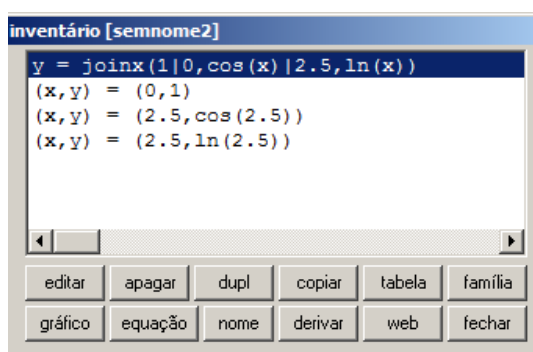 inventário [semnome2]
y = joinx(1|0,cos(x)|2.5,ln(x))
(x,y) = (0,1)
(x,y) = (2.5,cos(2.5))
(x,y) = (2.5,ln(2.5))
editar apagar dupl copiar tabela família
gráfico equação nome derivar web fechar